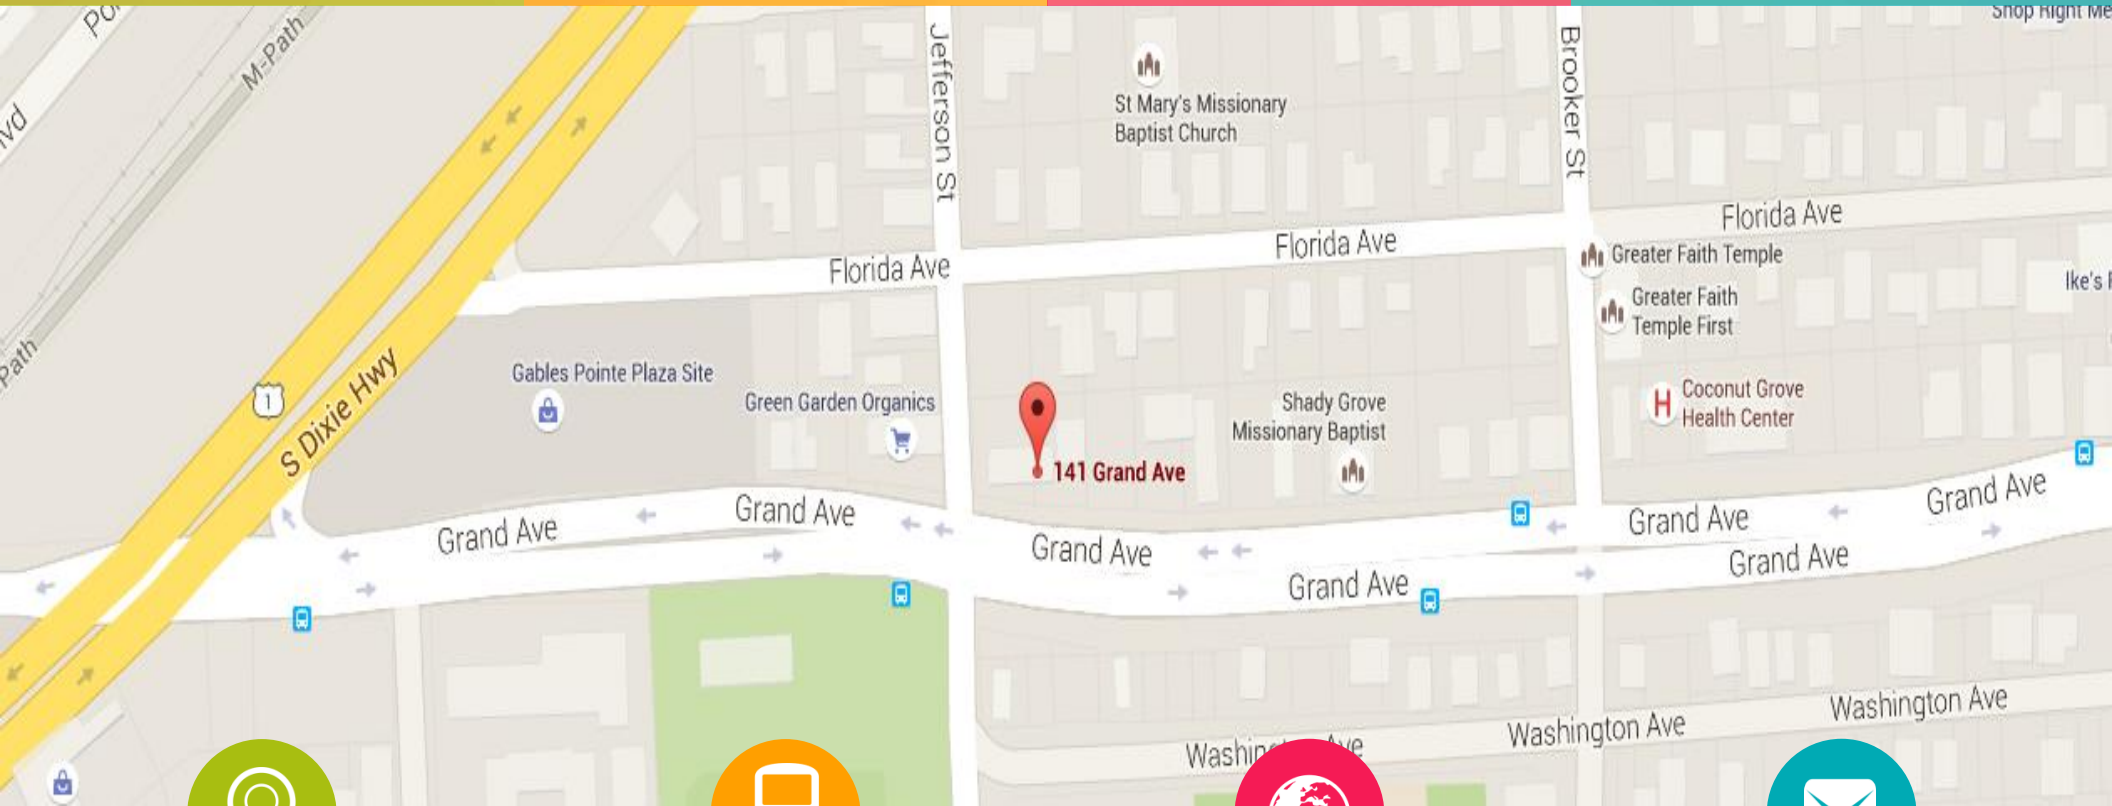 M-Path
Jefferson St
St Mary's Missionary
Baptist Church
Brooker St
Shop Right
Florida Ave
Florida Ave
Florida Ave
Greater Faith Temple
Greater Faith
Temple First
Ike's
Path
1
S Dixie Hwy
Gables Pointe Plaza Site
Green Garden Organics
141 Grand Ave
Shady Grove
Missionary Baptist
H
Coconut Grove
Health Center
Grand Ave
Grand Ave
Grand Ave
Grand Ave
Grand Ave
Grand Ave
Grand Ave
Washington Ave
Washington Ave
Ave